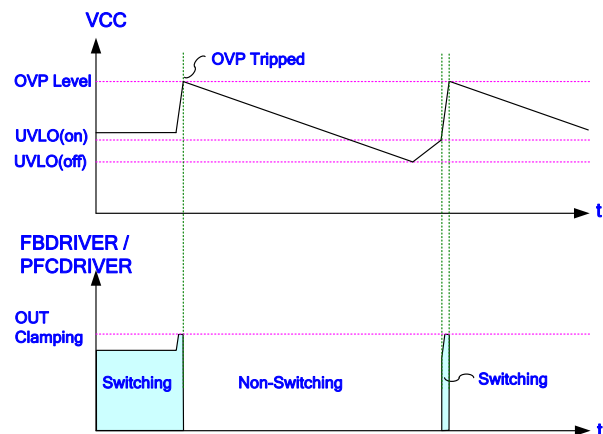 VCC
OVP Tripped
OVP Level
UVLO(on)
UVLO(off)
t
FBDRIVER /
PFCDRIVER
OUT
Clamping
Switching
Non-Switching
Switching
t